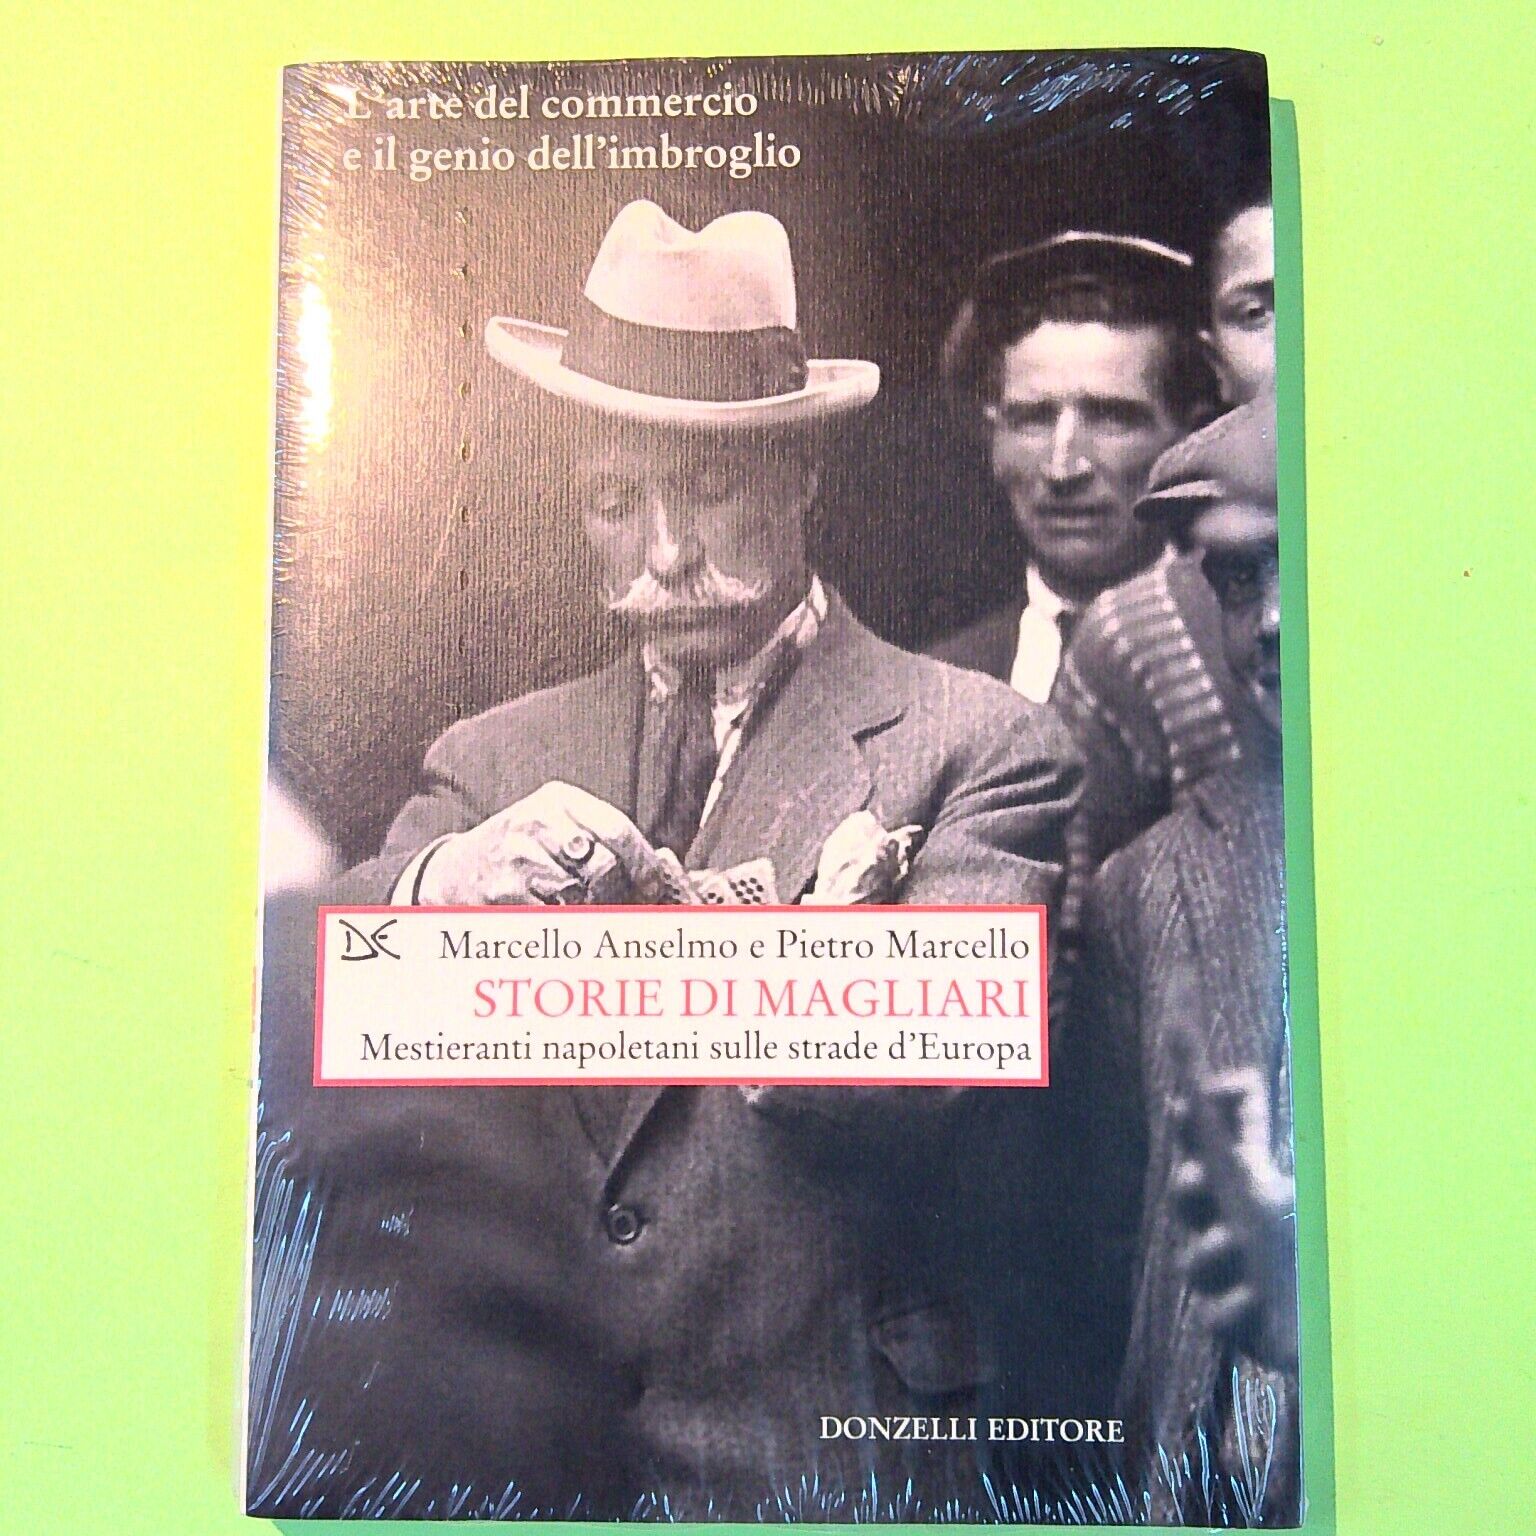 L'arte del commercio
e il genio dell'imbroglio
DE
Marcello Anselmo e Pietro Marcello
STORIE DI MAGLIARI
Mestieranti napoletani sulle strade d'Europa
DONZELLI EDITORE